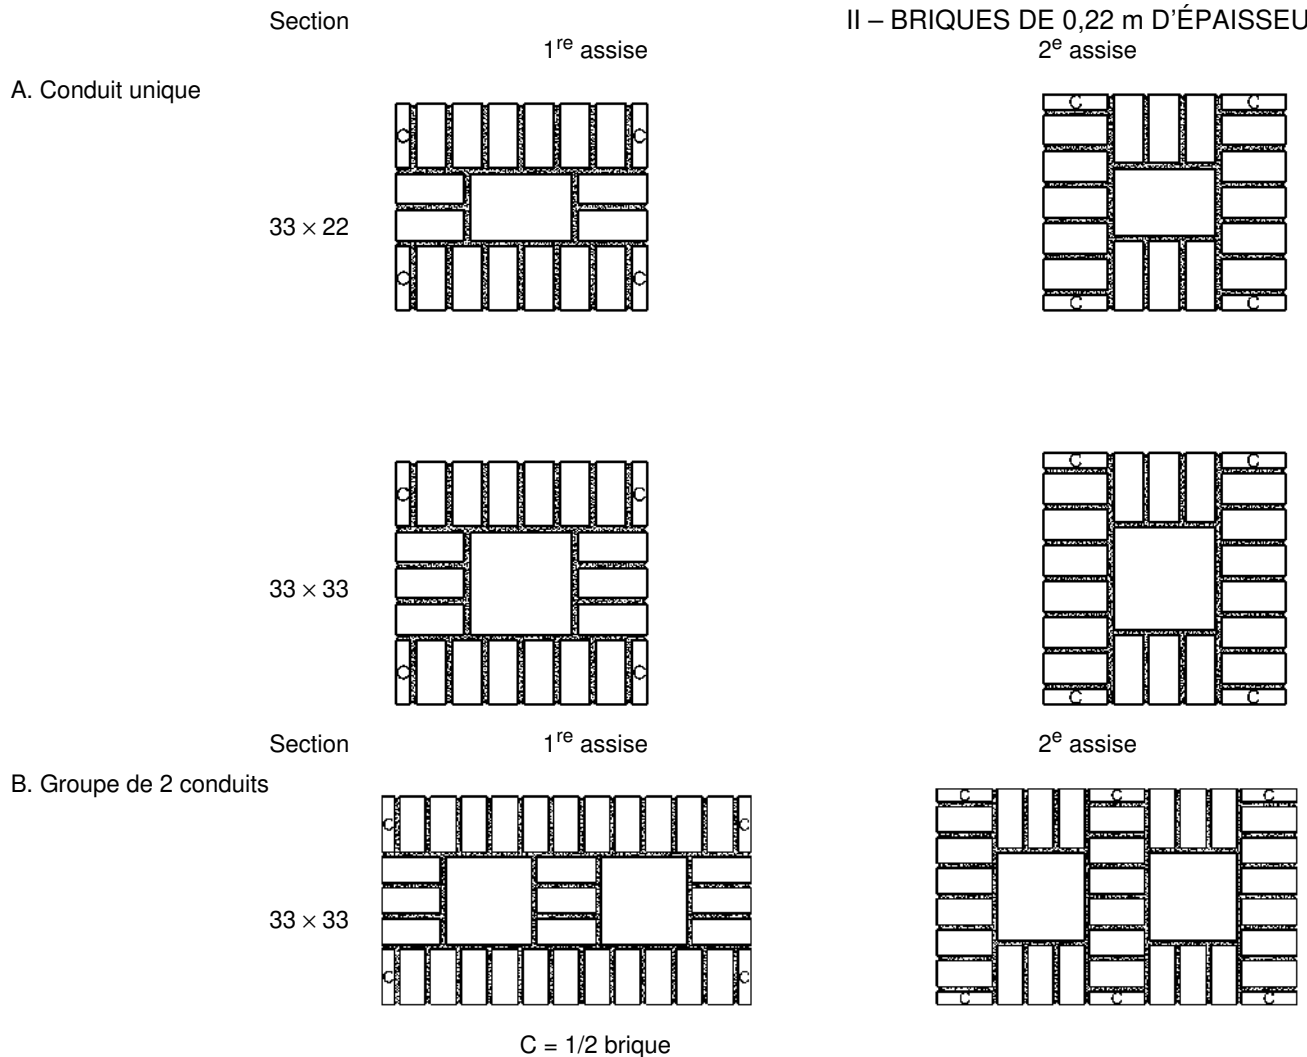 Section II – BRIQUES DE 0,22 m D'ÉPAISSEU
1re assise 2e assise
A. Conduit unique
C C C C
33 × 22
C C C C
C C C C
33 × 33
C C C C
Section 1re assise 2e assise
B. Groupe de 2 conduits
C C C C C
33 × 33
C C C C C
C = 1/2 brique